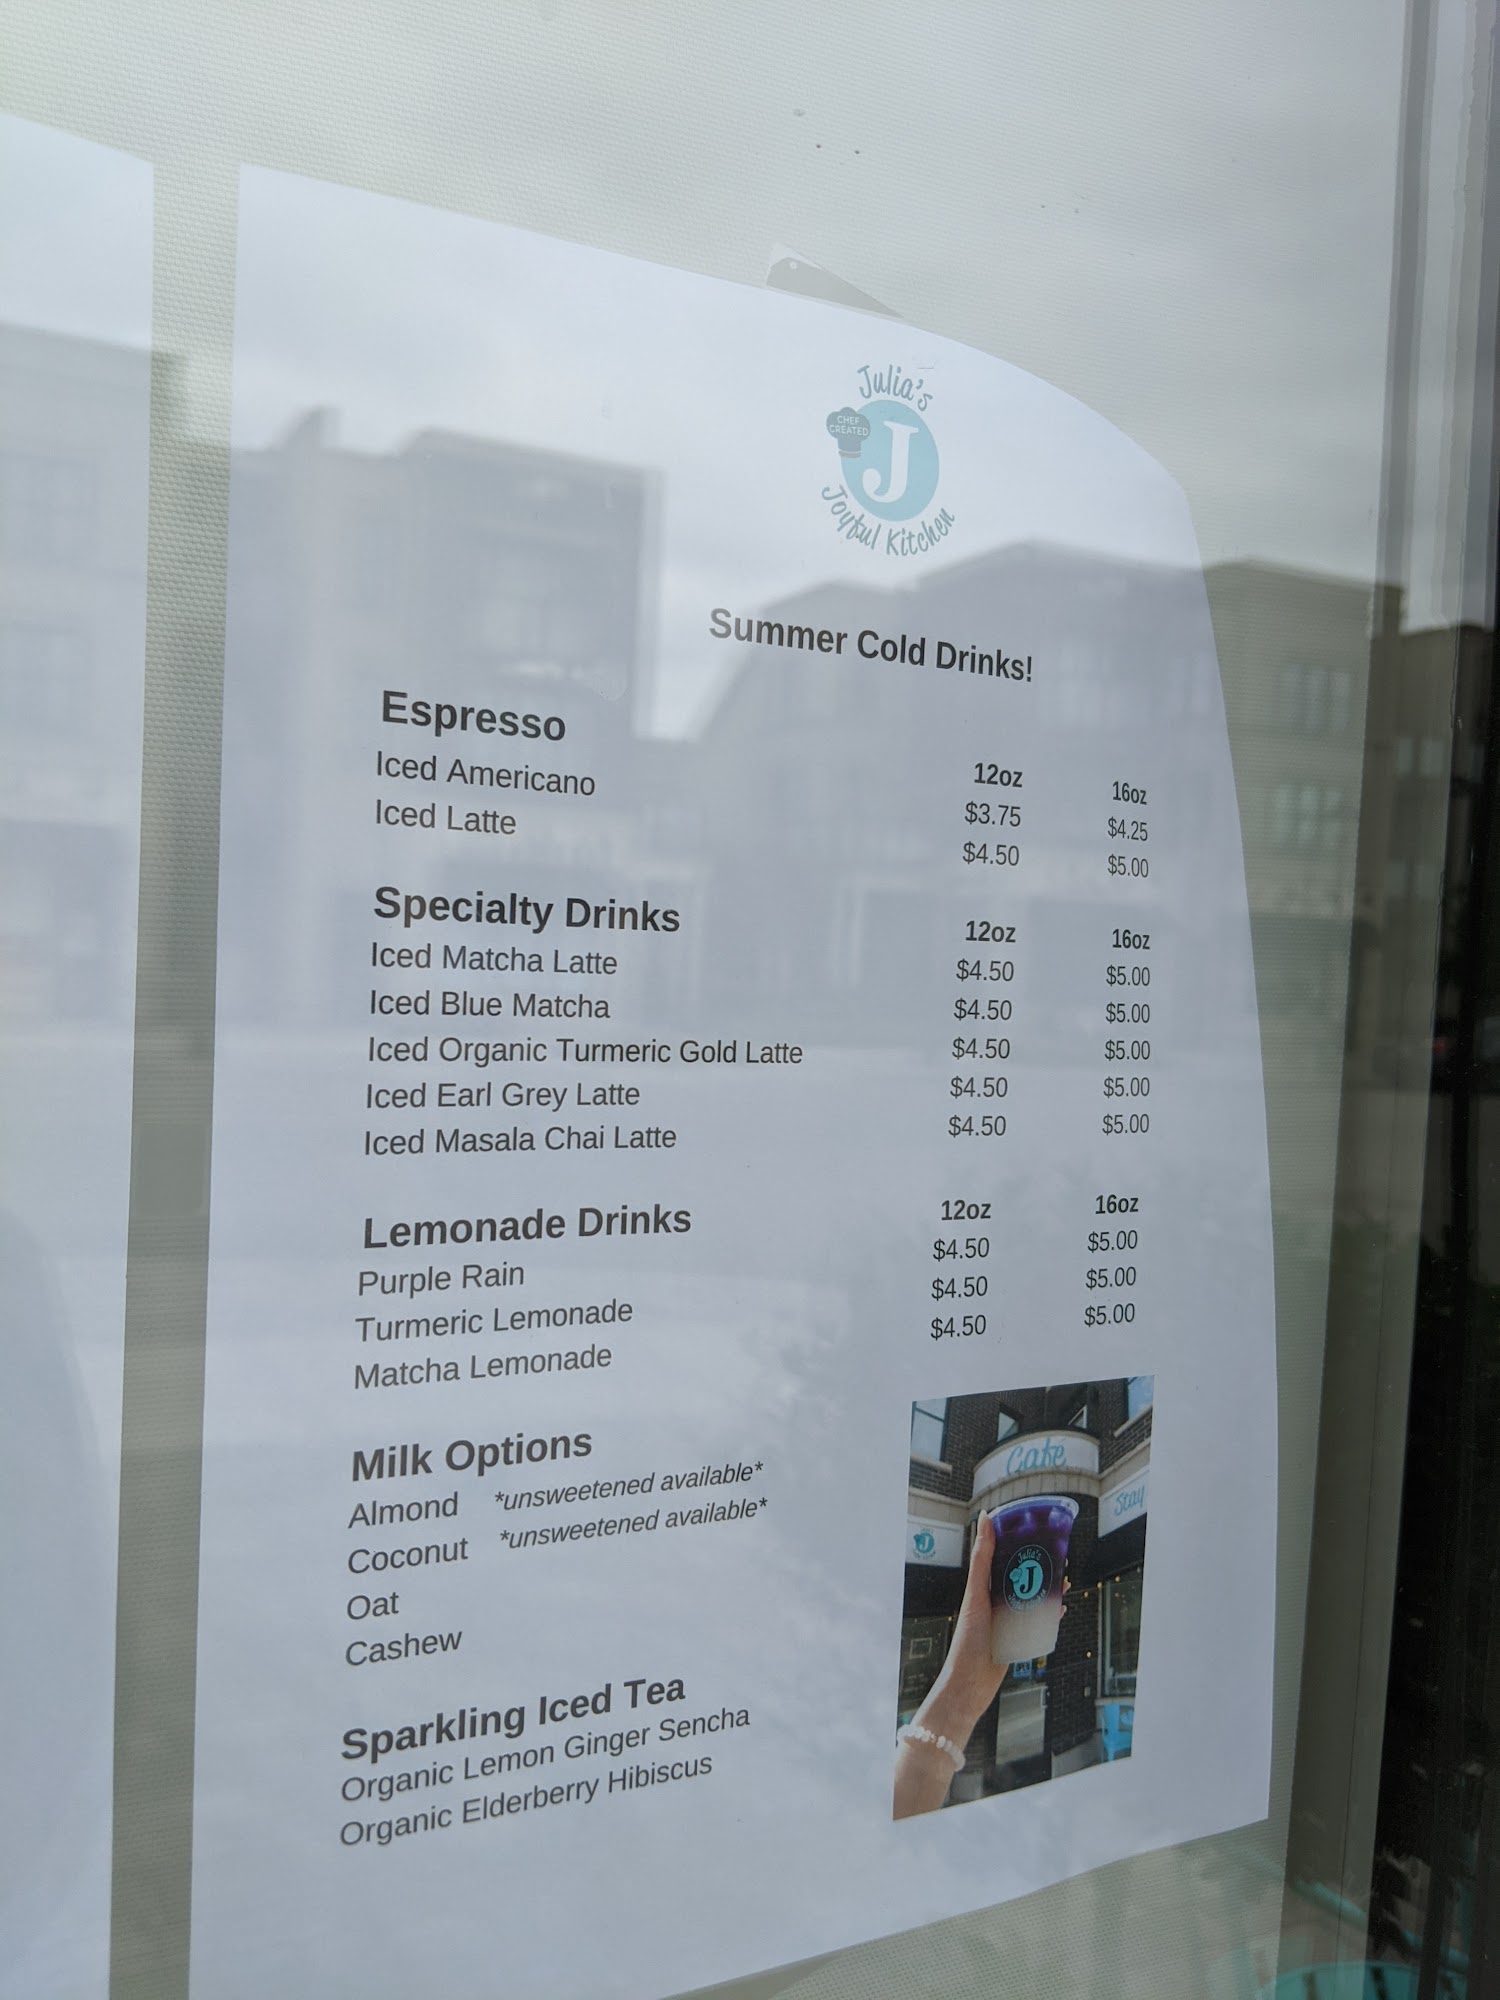 Julia's
CHEF
CREATED
J
Joyful Kitchen
Summer Cold Drinks!
Espresso
12oz 16oz
Iced Americano $3.75 $4.25
Iced Latte $4.50 $5.00
Specialty Drinks 12oz 16oz
Iced Matcha Latte $4.50 $5.00
Iced Blue Matcha $4.50 $5.00
Iced Organic Turmeric Gold Latte $4.50 $5.00
Iced Earl Grey Latte $4.50 $5.00
Iced Masala Chai Latte $4.50 $5.00
Lemonade Drinks 12oz 16oz
Purple Rain $4.50 $5.00
Turmeric Lemonade $4.50 $5.00
Matcha Lemonade $4.50 $5.00
Milk Options
Almond *unsweetened available*
Coconut *unsweetened available*
Oat
Cashew
Sparkling Iced Tea
Organic Lemon Ginger Sencha
Organic Elderberry Hibiscus
Café
Stay
J
Julia's
J